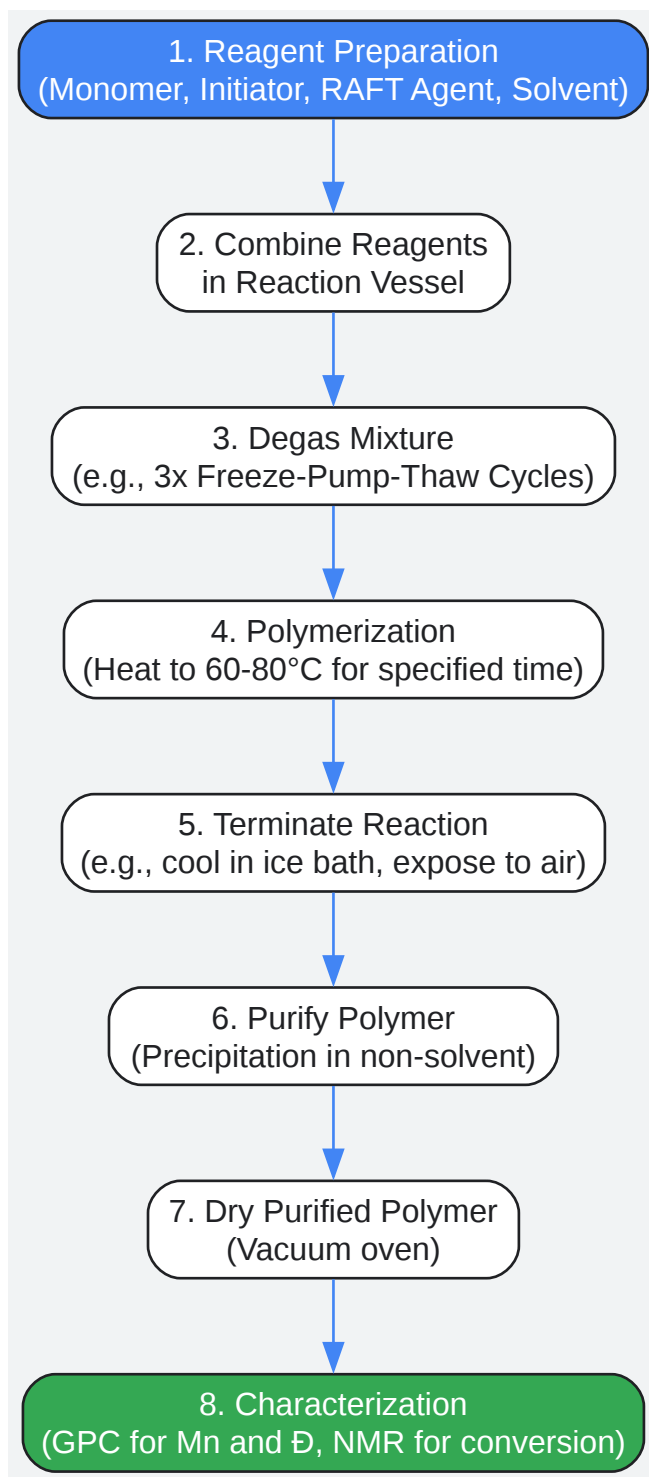 1. Reagent Preparation
(Monomer, Initiator, RAFT Agent, Solvent)
2. Combine Reagents
in Reaction Vessel
3. Degas Mixture
(e.g., 3x Freeze-Pump-Thaw Cycles)
4. Polymerization
(Heat to 60-80°C for specified time)
5. Terminate Reaction
(e.g., cool in ice bath, expose to air)
6. Purify Polymer
(Precipitation in non-solvent)
7. Dry Purified Polymer
(Vacuum oven)
8. Characterization
(GPC for Mn and Đ, NMR for conversion)